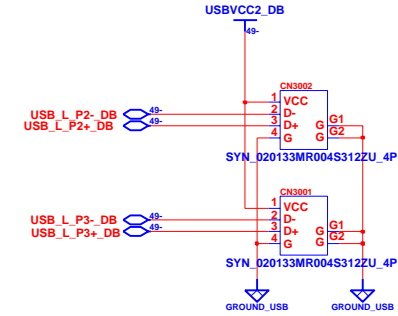 USBVCC2_DB
49-
CN3002
1 VCC
USB_L_P2-_DB 49- 2 D-
USB_L_P2+_DB 49- 3 D+ G G1
4 G G G2
SYN_020133MR004S312ZU_4P
CN3001
1 VCC
USB_L_P3-_DB 49- 2 D-
USB_L_P3+_DB 49- 3 D+ G G1
4 G G G2
SYN_020133MR004S312ZU_4P
GROUND_USB GROUND_USB